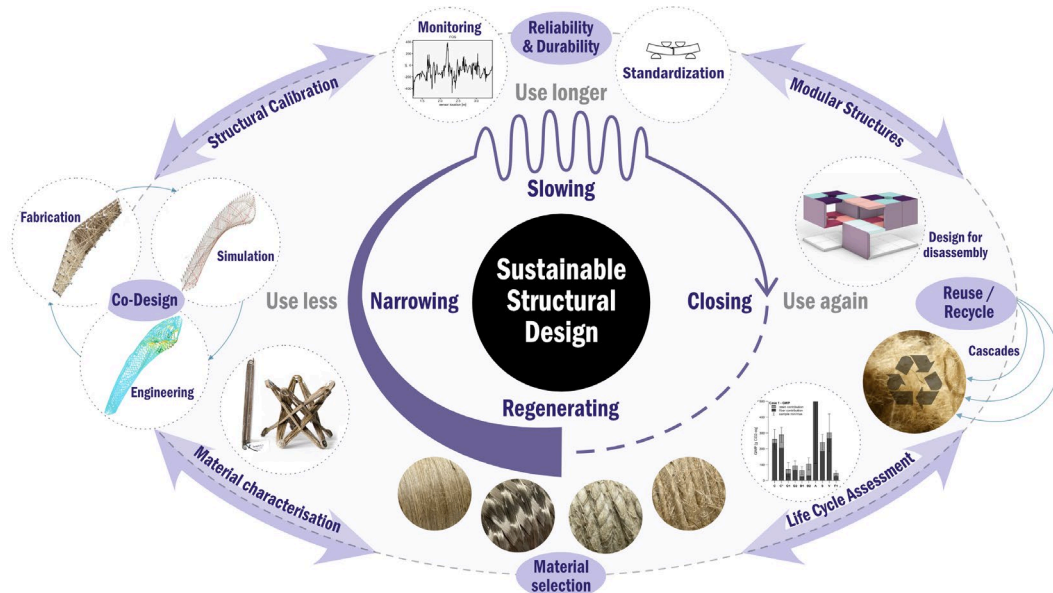 Monitoring
Reliability
& Durability
Standardization
Use longer
Structural Calibration
Modular Structures
Slowing
Fabrication
Simulation
Co-Design
Engineering
Use less
Narrowing
Sustainable
Structural
Design
Closing
Use again
Design for
disassembly
Reuse /
Recycle
Cascades
Regenerating
Material characterisation
Life Cycle Assessment
Material
selection